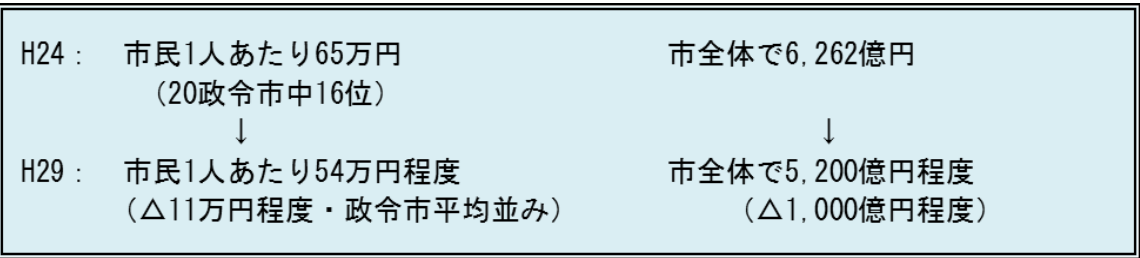 H24： 市民1人あたり65万円 市全体で6,262億円
（20政令市中16位）
↓ ↓
H29： 市民1人あたり54万円程度 市全体で5,200億円程度
（△11万円程度・政令市平均並み） （△1,000億円程度）